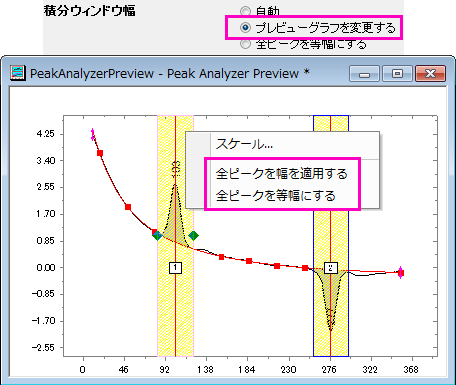 積分ウィンドウ幅
自動
プレビューグラフを変更する
全ピークを等幅にする
PeakAnalyzerPreview - Peak Analyzer Preview *
スケール...
全ピークを幅を適用する
全ピークを等幅にする
103
4.25
3.40
2.55
1.70
0.85
0.00
-0.85
-1.70
-2.55
1
2
0 46 92 138 184 230 276 322 368